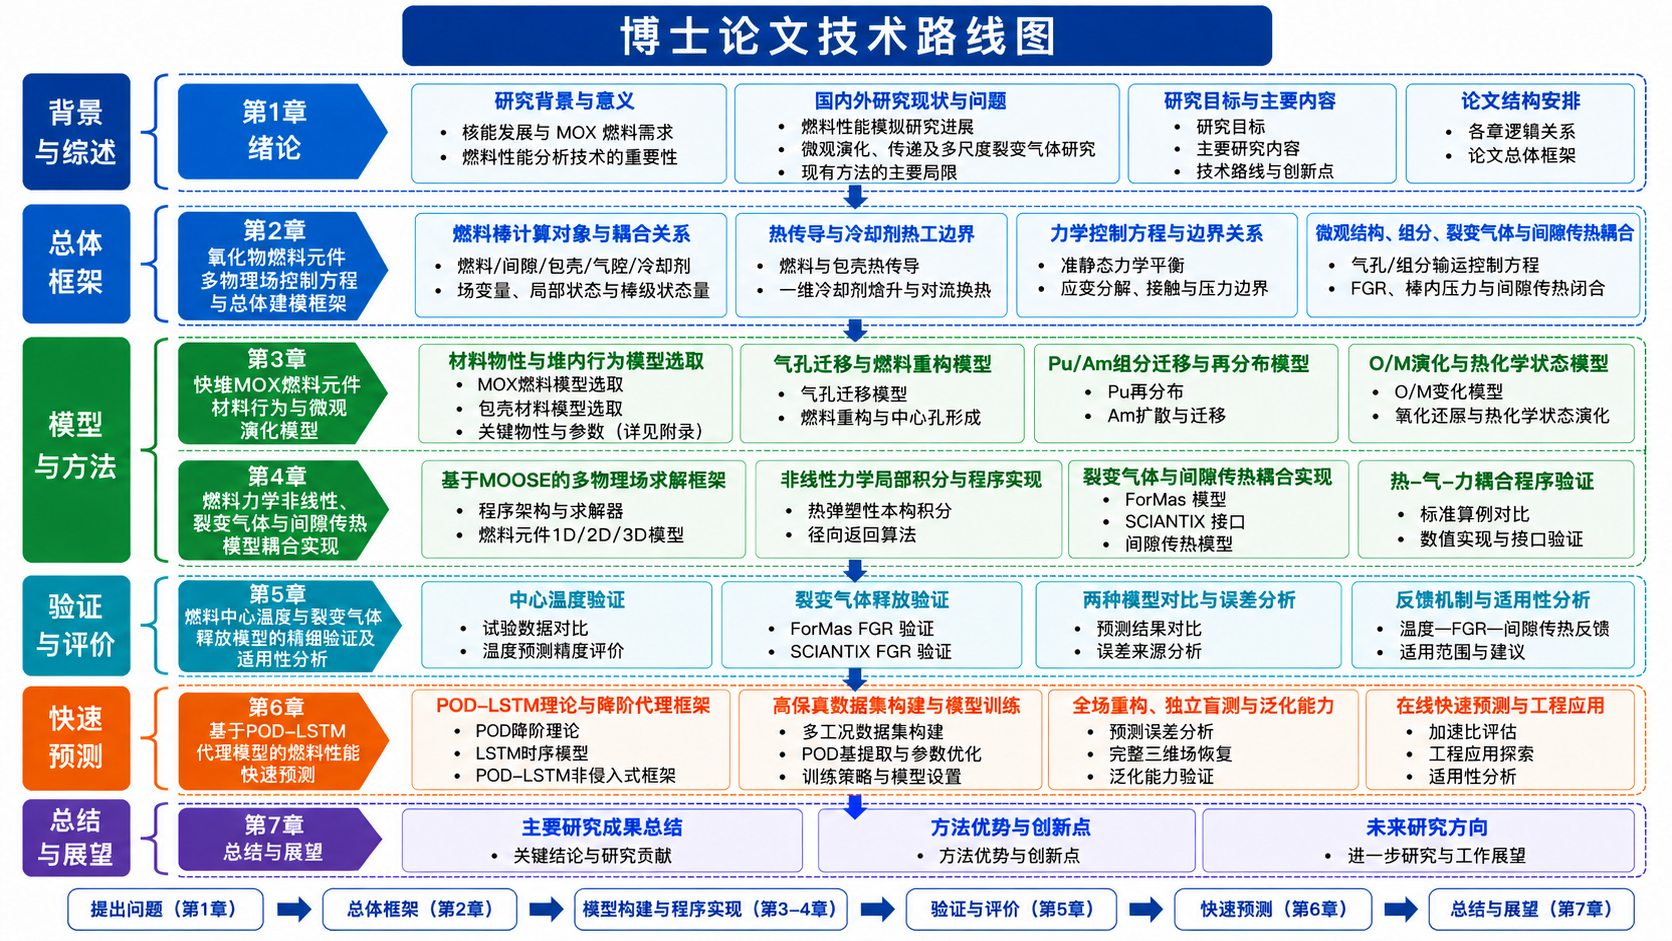 博士论文技术路线图
背景
与综述
第1章
绪论
研究背景与意义
• 核能发展与 MOX 燃料需求
• 燃料性能分析技术的重要性
国内外研究现状与问题
• 燃料性能模拟研究进展
• 微观演化、传递及多尺度裂变气体研究
• 现有方法的主要局限
研究目标与主要内容
• 研究目标
• 主要研究内容
• 技术路线与创新点
论文结构安排
• 各章逻辑关系
• 论文总体框架
总体
框架
第2章
氧化物燃料元件
多物理场控制方程
与总体建模框架
燃料棒计算对象与耦合关系
• 燃料/间隙/包壳/气腔/冷却剂
• 场变量、局部状态与棒级状态量
热传导与冷却剂热工边界
• 燃料与包壳热传导
• 一维冷却剂焓升与对流换热
力学控制方程与边界关系
• 准静态力学平衡
• 应变分解、接触与压力边界
微观结构、组分、裂变气体与间隙传热耦合
• 气孔/组分输运控制方程
• FGR、棒内压力与间隙传热闭合
模型
与方法
第3章
快堆MOX燃料元件
材料行为与微观
演化模型
材料物性与堆内行为模型选取
• MOX燃料模型选取
• 包壳材料模型选取
• 关键物性与参数（详见附录）
气孔迁移与燃料重构模型
• 气孔迁移模型
• 燃料重构与中心孔形成
Pu/Am组分迁移与再分布模型
• Pu再分布
• Am扩散与迁移
O/M演化与热化学状态模型
• O/M变化模型
• 氧化还原与热化学状态演化
第4章
燃料力学非线性、
裂变气体与间隙传热
模型耦合实现
基于MOOSE的多物理场求解框架
• 程序架构与求解器
• 燃料元件1D/2D/3D模型
非线性力学局部积分与程序实现
• 热弹塑性本构积分
• 径向返回算法
裂变气体与间隙传热耦合实现
• ForMas 模型
• SCIANTIX 接口
• 间隙传热模型
热–气–力耦合程序验证
• 标准算例对比
• 数值实现与接口验证
验证
与评价
第5章
燃料中心温度与裂变气体
释放模型的精细验证及
适用性分析
中心温度验证
• 试验数据对比
• 温度预测精度评价
裂变气体释放验证
• ForMas FGR 验证
• SCIANTIX FGR 验证
两种模型对比与误差分析
• 预测结果对比
• 误差来源分析
反馈机制与适用性分析
• 温度—FGR—间隙传热反馈
• 适用范围与建议
快速
预测
第6章
基于POD–LSTM
代理模型的燃料性能
快速预测
POD–LSTM理论与降阶代理框架
• POD降阶理论
• LSTM时序模型
• POD–LSTM非侵入式框架
高保真数据集构建与模型训练
• 多工况数据集构建
• POD基提取与参数优化
• 训练策略与模型设置
全场重构、独立盲测与泛化能力
• 预测误差分析
• 完整三维场恢复
• 泛化能力验证
在线快速预测与工程应用
• 加速比评估
• 工程应用探索
• 适用性分析
总结
与展望
第7章
总结与展望
主要研究成果总结
• 关键结论与研究贡献
方法优势与创新点
• 方法优势与创新点
未来研究方向
• 进一步研究与工作展望
提出问题（第1章）
总体框架（第2章）
模型构建与程序实现（第3–4章）
验证与评价（第5章）
快速预测（第6章）
总结与展望（第7章）